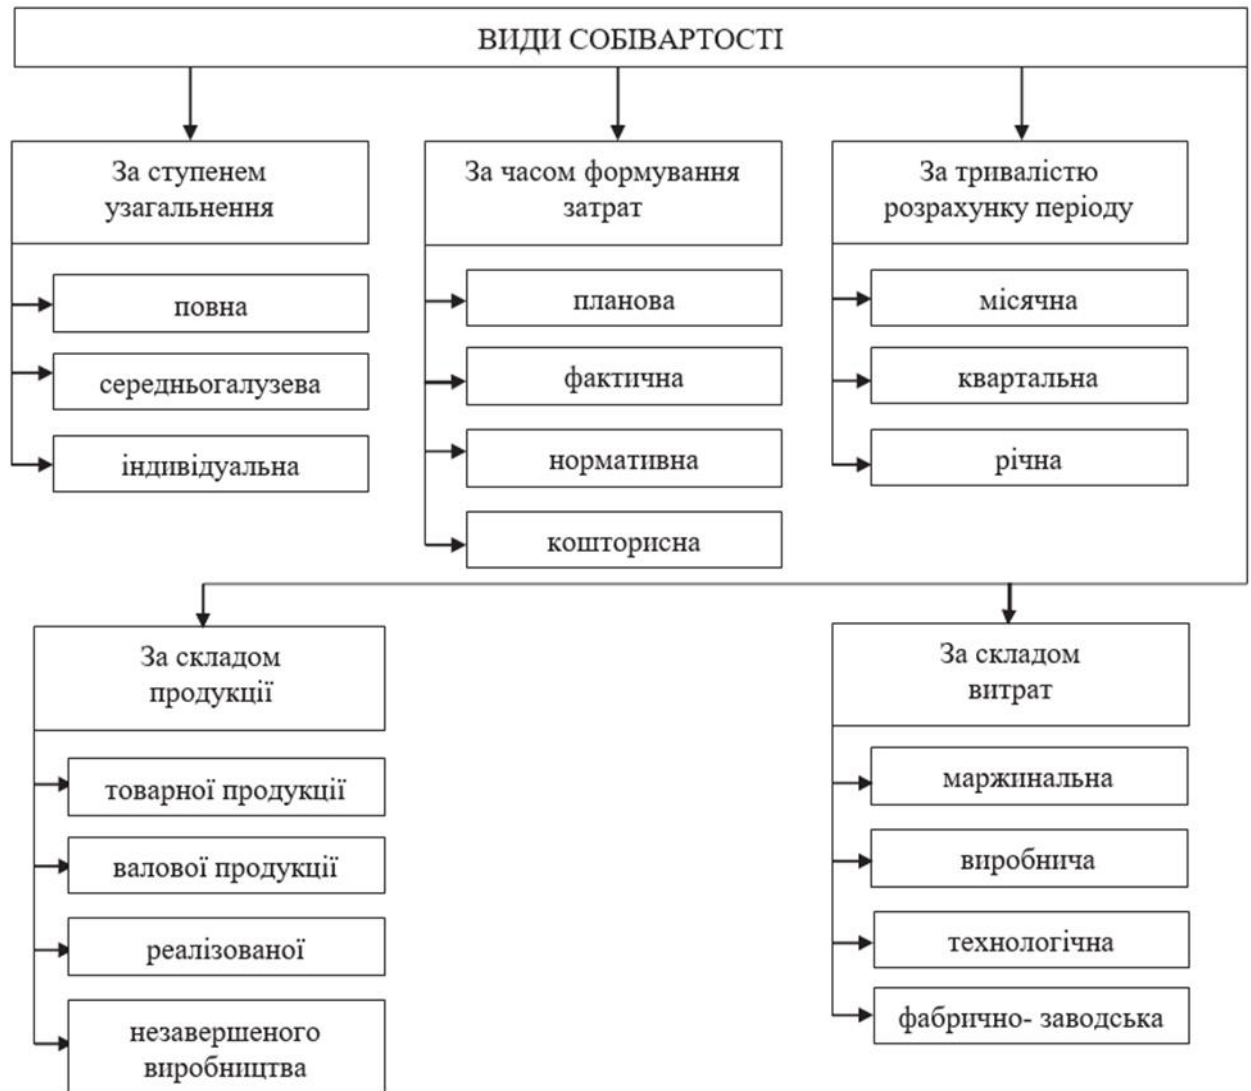 ВИДИ СОБІВАРТОСТІ
За ступенем
узагальнення
повна
середньогалузева
індивідуальна
За часом формування
затрат
планова
фактична
нормативна
кошторисна
За тривалістю
розрахунку періоду
місячна
квартальна
річна
За складом
продукції
товарної продукції
валової продукції
реалізованої
незавершеного
виробництва
За складом
витрат
маржинальна
виробнича
технологічна
фабрично- заводська